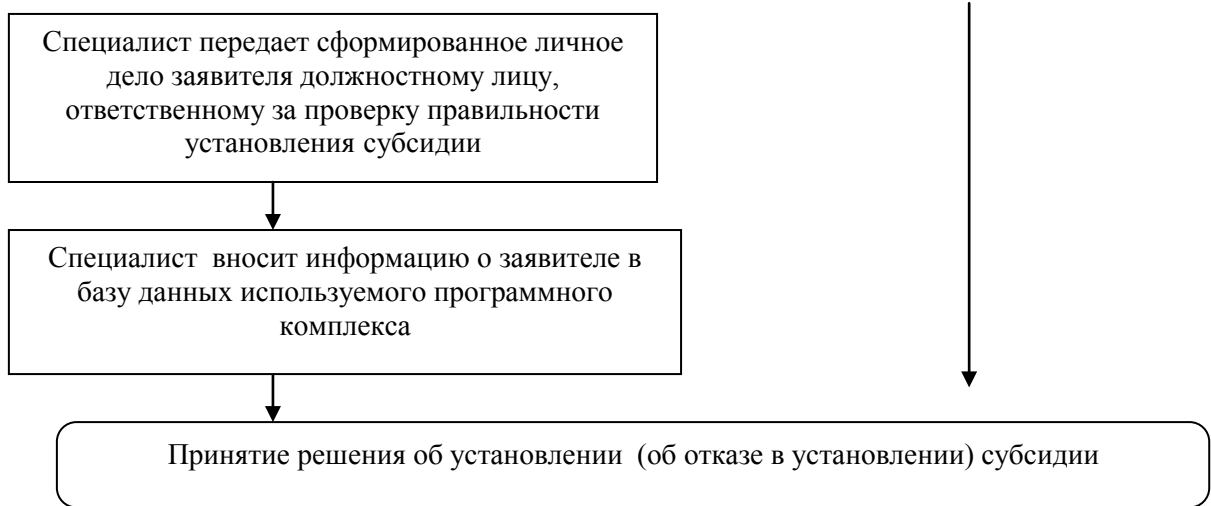 Специалист передает сформированное личное
дело заявителя должностному лицу,
ответственному за проверку правильности
установления субсидии
Специалист  вносит информацию о заявителе в
базу данных используемого программного
комплекса
Принятие решения об установлении  (об отказе в установлении) субсидии